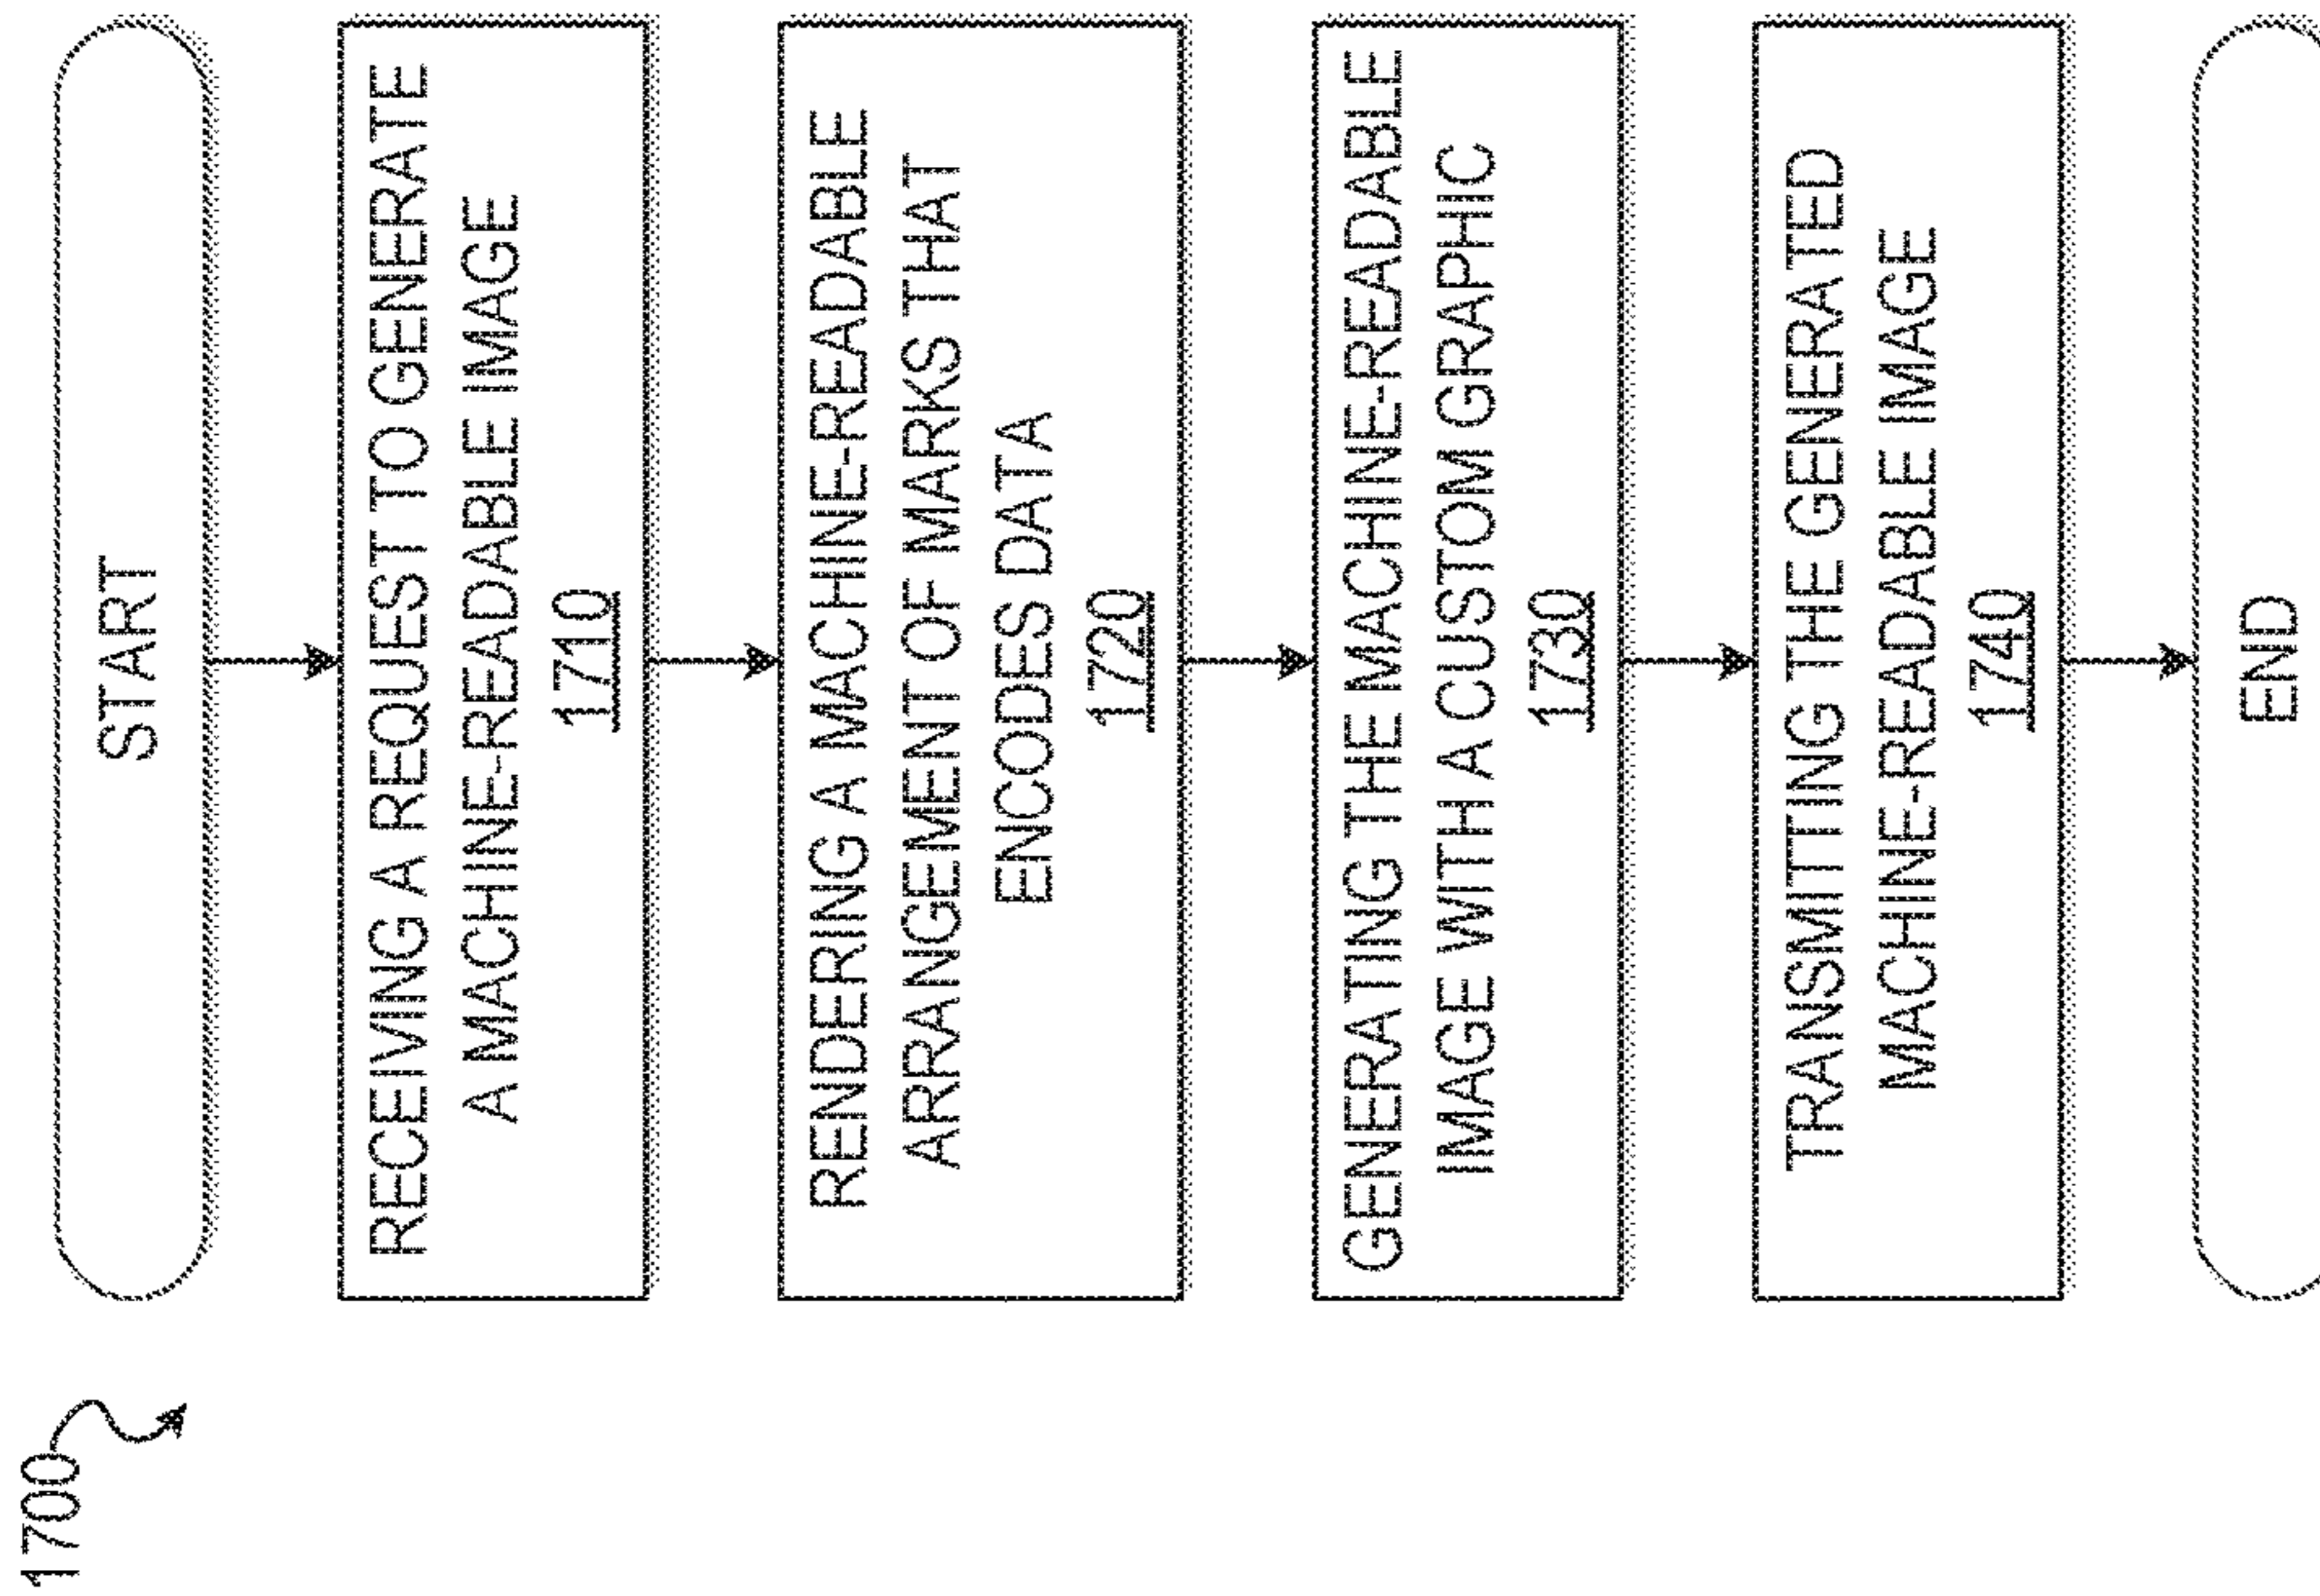 1700
START
RECEIVING A REQUEST TO GENERATE
A MACHINE-READABLE IMAGE
1710
RENDERING A MACHINE-READABLE
ARRANGEMENT OF MARKS THAT
ENCODES DATA
1720
GENERATING THE MACHINE-READABLE
IMAGE WITH A CUSTOM GRAPHIC
1730
TRANSMITTING THE GENERATED
MACHINE-READABLE IMAGE
1740
END